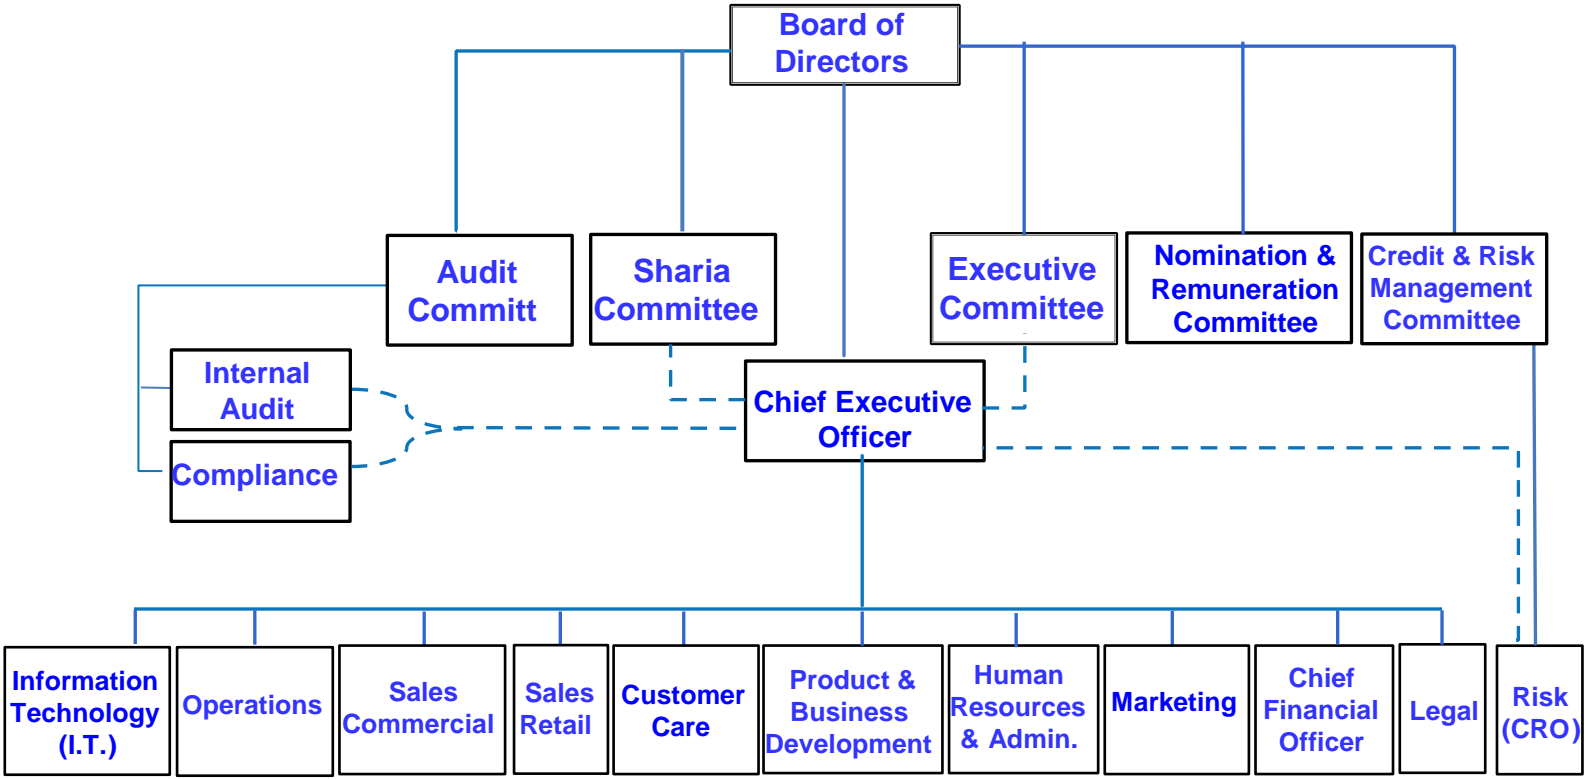 Board of
Directors
Audit
Committ
Sharia
Committee
Executive
Committee
Nomination &
Remuneration
Committee
Credit & Risk
Management
Committee
Internal
Audit
Compliance
Chief Executive
Officer
Information
Technology
(I.T.)
Operations
Sales
Commercial
Sales
Retail
Customer
Care
Product &
Business
Development
Human
Resources
& Admin.
Marketing
Chief
Financial
Officer
Legal
Risk
(CRO)